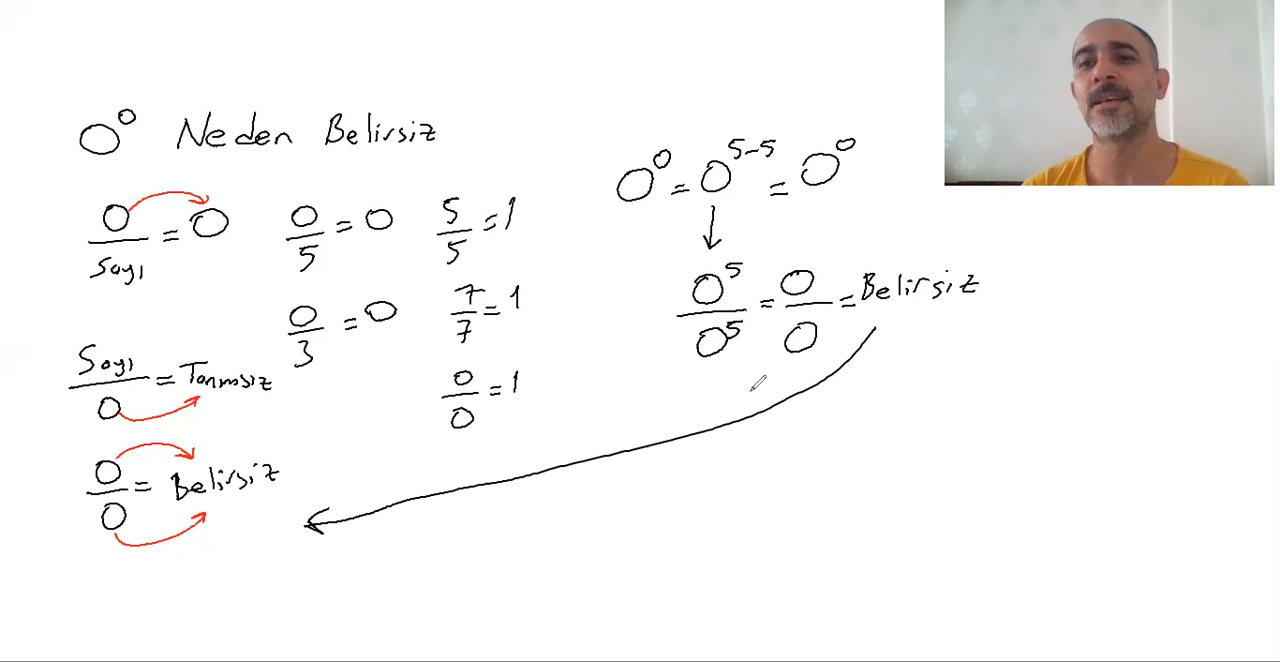 0⁰ Neden Belirsiz
0/Sayı = 0
0/5 = 0
5/5 = 1
0/3 = 0
7/7 = 1
Sayı/0 = Tanımsız
0/0 = 1
0/0 = Belirsiz
0⁰ = 0⁵⁻⁵ = 0⁰
0⁵/0⁵ = 0/0 = Belirsiz